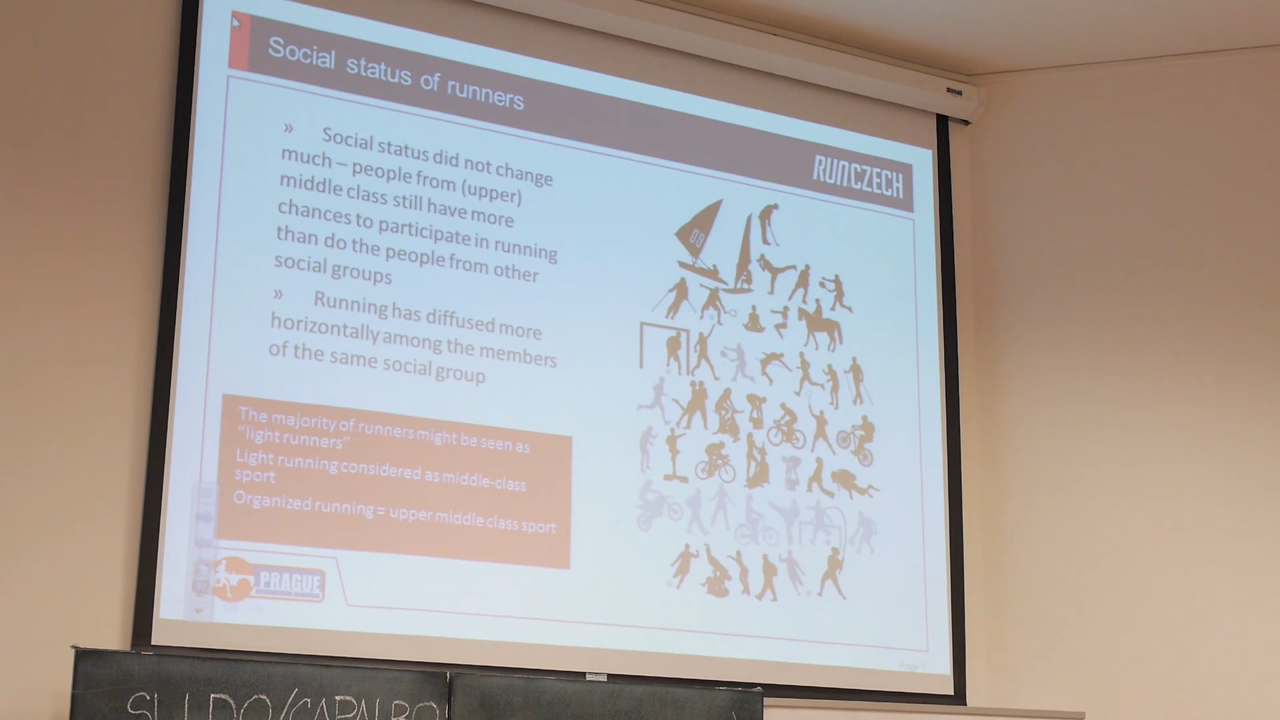 Social status of runners
RUNCZECH
» Social status did not change
much – people from (upper)
middle class still have more
chances to participate in running
than do the people from other
social groups
» Running has diffused more
horizontally among the members
of the same social group
09
The majority of runners might be seen as
"light runners"
Light running considered as middle-class
sport
Organized running = upper middle class sport
PRAGUE
SLIDO/CAPALBO